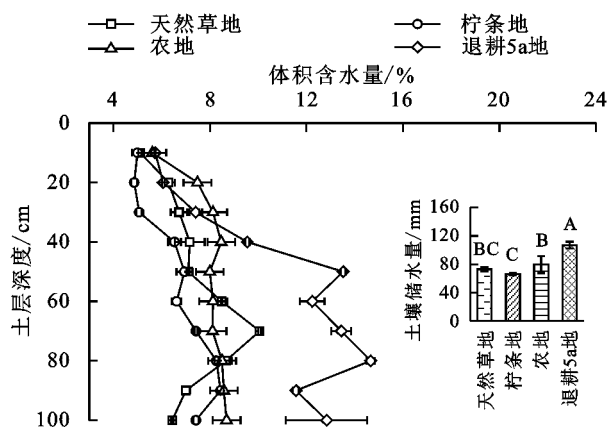 天然草地 柠条地
农地 退耕5a地
体积含水量/%
4 8 12 16 20 24
0
20
40
60
80
100
土层深度/cm
土壤储水量/mm
160
120
80
40
0
BC C B A
天然草地 柠条地 农地 退耕5a地